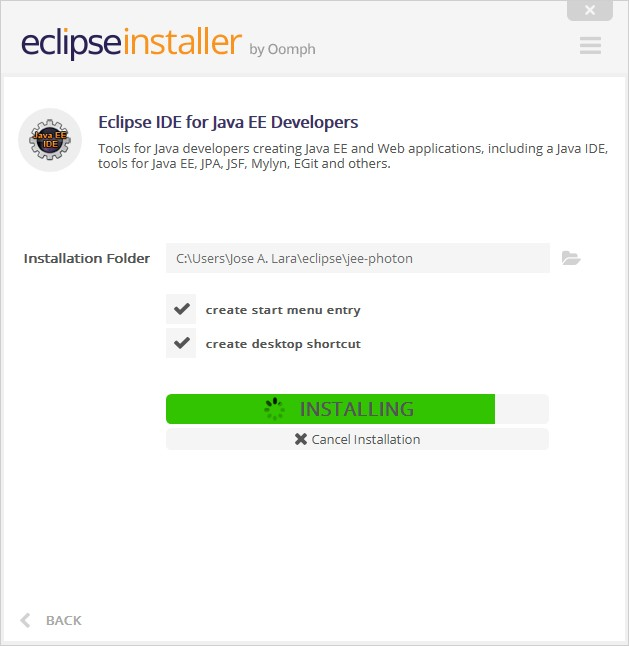 eclipseinstaller by Oomph
Java EE
IDE
Eclipse IDE for Java EE Developers
Tools for Java developers creating Java EE and Web applications, including a Java IDE,
tools for Java EE, JPA, JSF, Mylyn, EGit and others.
Installation Folder C:\Users\Jose A. Lara\eclipse\jee-photon
create start menu entry
create desktop shortcut
INSTALLING
Cancel Installation
BACK